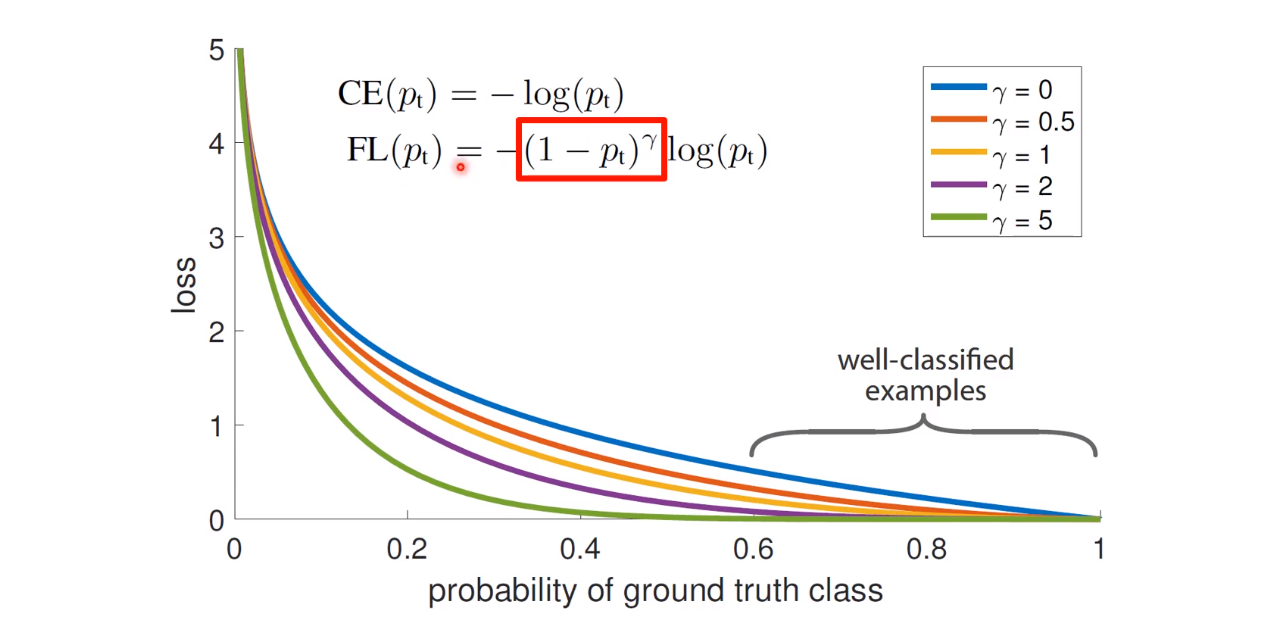 CE(pₜ) = − log(pₜ)
FL(pₜ) = −(1 − pₜ)^γ log(pₜ)
γ = 0
γ = 0.5
γ = 1
γ = 2
γ = 5
well-classified
examples
5
4
3
2
1
0
loss
0
0.2
0.4
0.6
0.8
1
probability of ground truth class